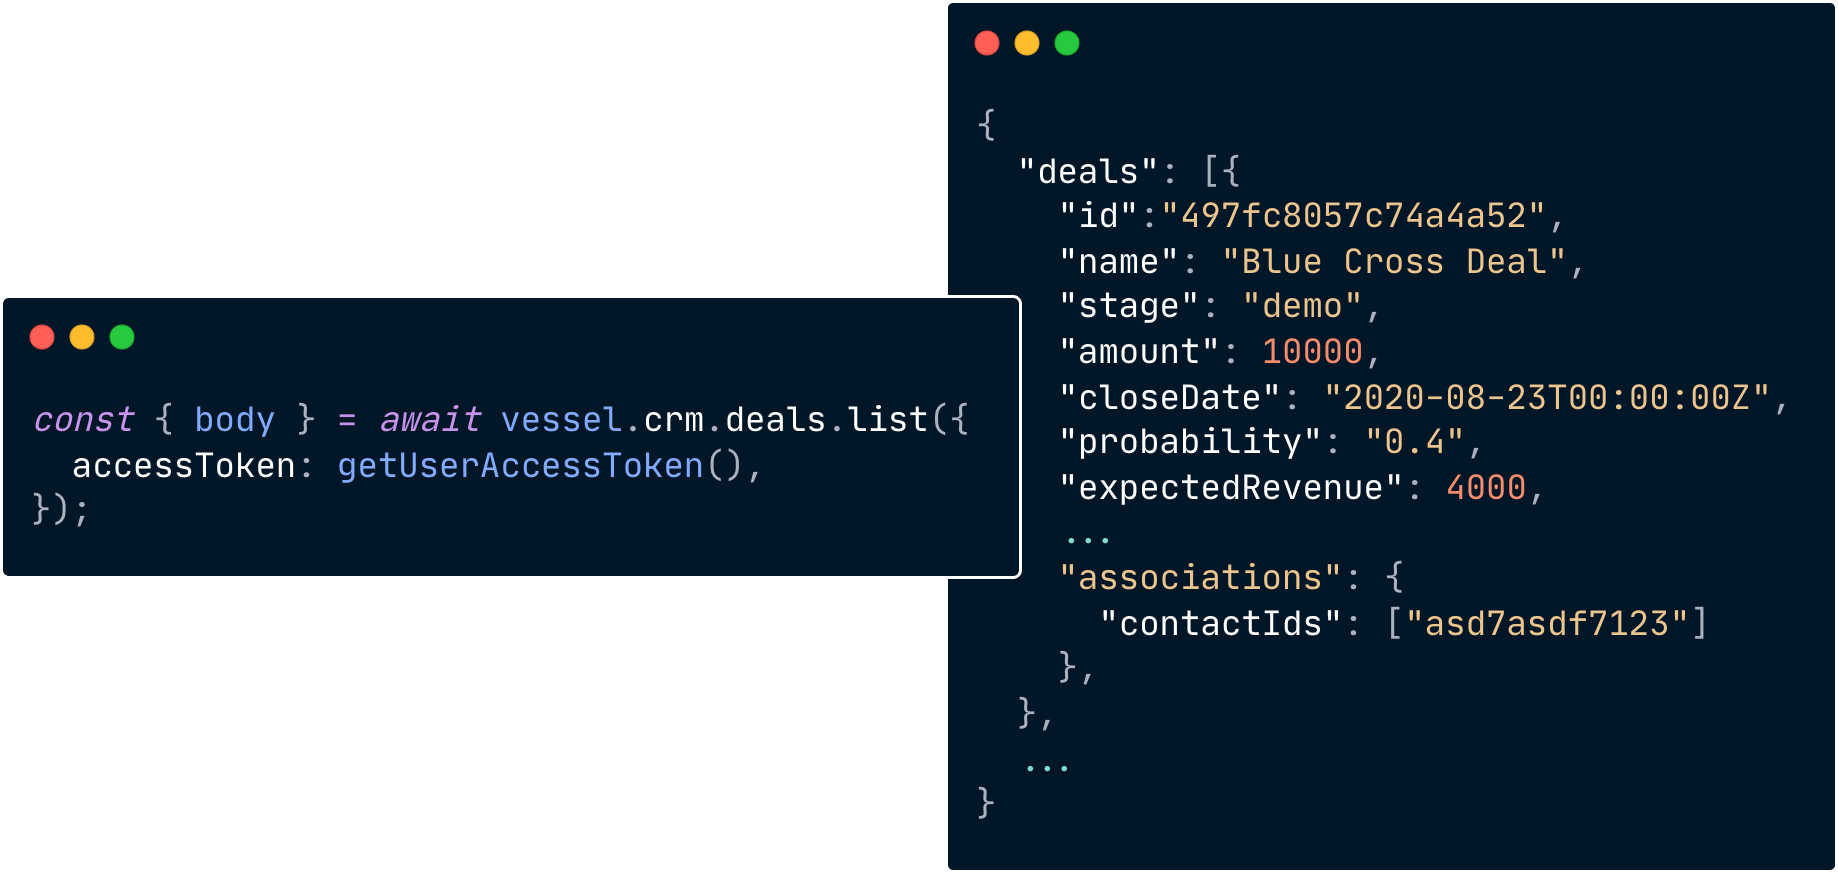 const { body } = await vessel.crm.deals.list({
  accessToken: getUserAccessToken(),
});
{
  "deals": [{
    "id":"497fc8057c74a4a52",
    "name": "Blue Cross Deal",
    "stage": "demo",
    "amount": 10000,
    "closeDate": "2020-08-23T00:00:00Z",
    "probability": "0.4",
    "expectedRevenue": 4000,
    ...
    "associations": {
      "contactIds": ["asd7asdf7123"]
    },
  },
  ...
}